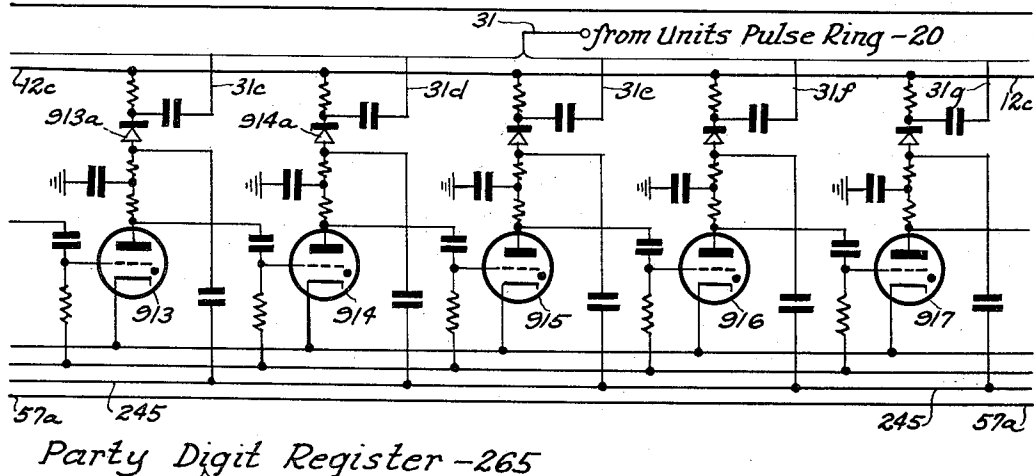 31
from Units Pulse Ring -20
12c
31c
31d
31e
31f
31g
12c
913a
914a
913
914
915
916
917
57a
245
245
57a
Party Digit Register -265